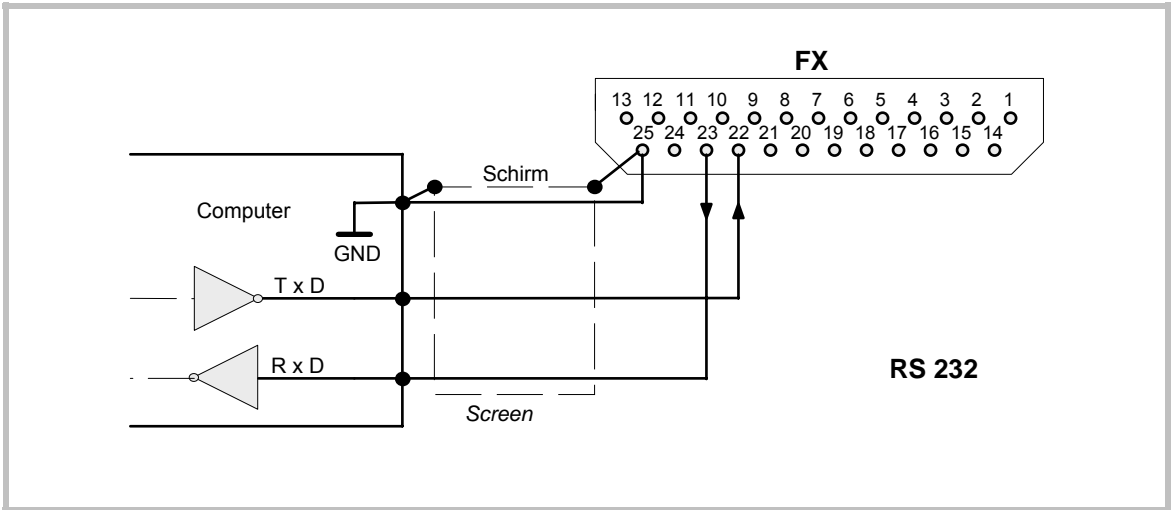 FX
13 12 11 10 9 8 7 6 5 4 3 2 1
25 24 23 22 21 20 19 18 17 16 15 14
Schirm
Computer
GND
T x D
R x D
RS 232
Screen